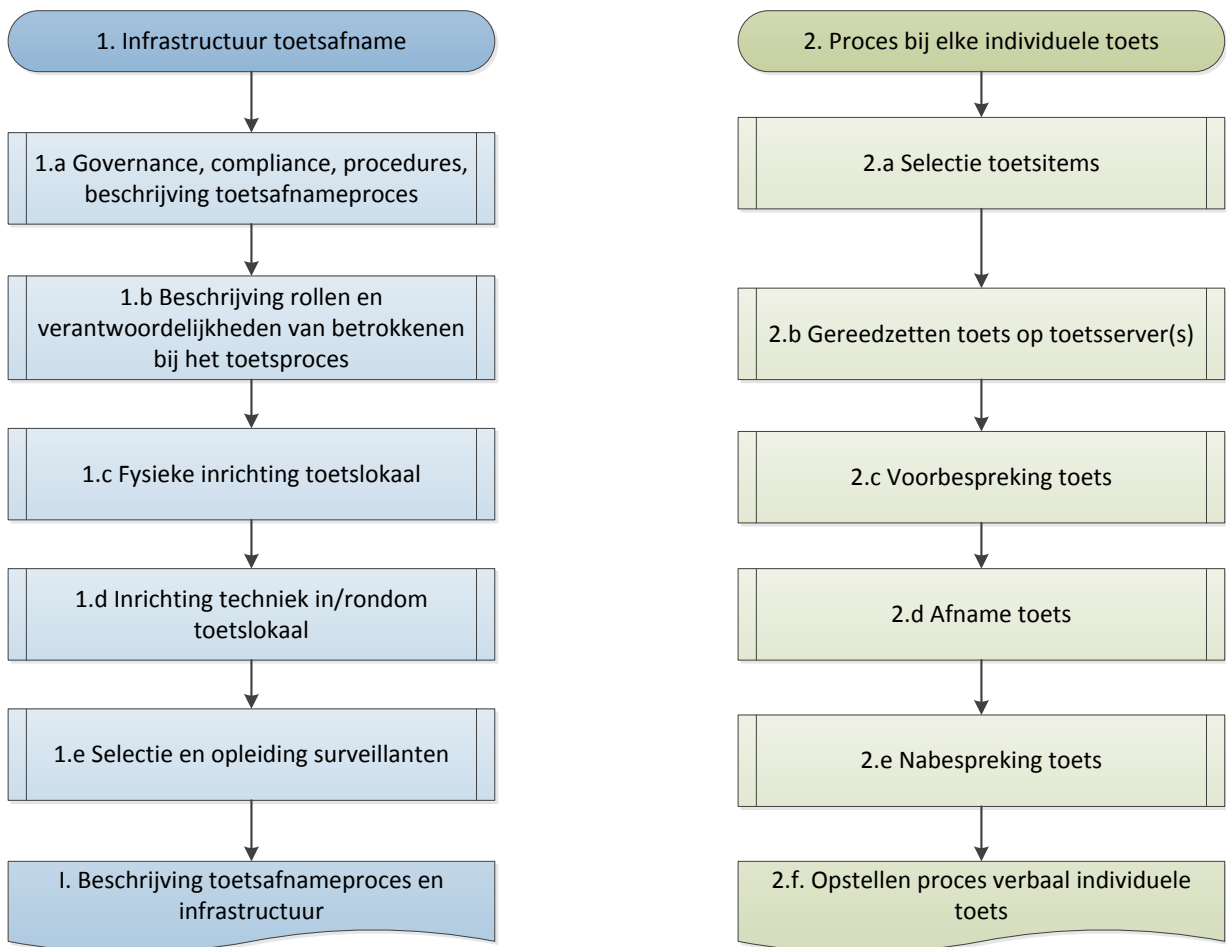 1. Infrastructuur toetsafname
1.a Governance, compliance, procedures,
beschrijving toetsafnameproces
1.b Beschrijving rollen en
verantwoordelijkheden van betrokkenen
bij het toetsproces
1.c Fysieke inrichting toetslokaal
1.d Inrichting techniek in/rondom
toetslokaal
1.e Selectie en opleiding surveillanten
I. Beschrijving toetsafnameproces en
infrastructuur
2. Proces bij elke individuele toets
2.a Selectie toetsitems
2.b Gereedzetten toets op toetsserver(s)
2.c Voorbespreking toets
2.d Afname toets
2.e Nabespreking toets
2.f. Opstellen proces verbaal individuele
toets